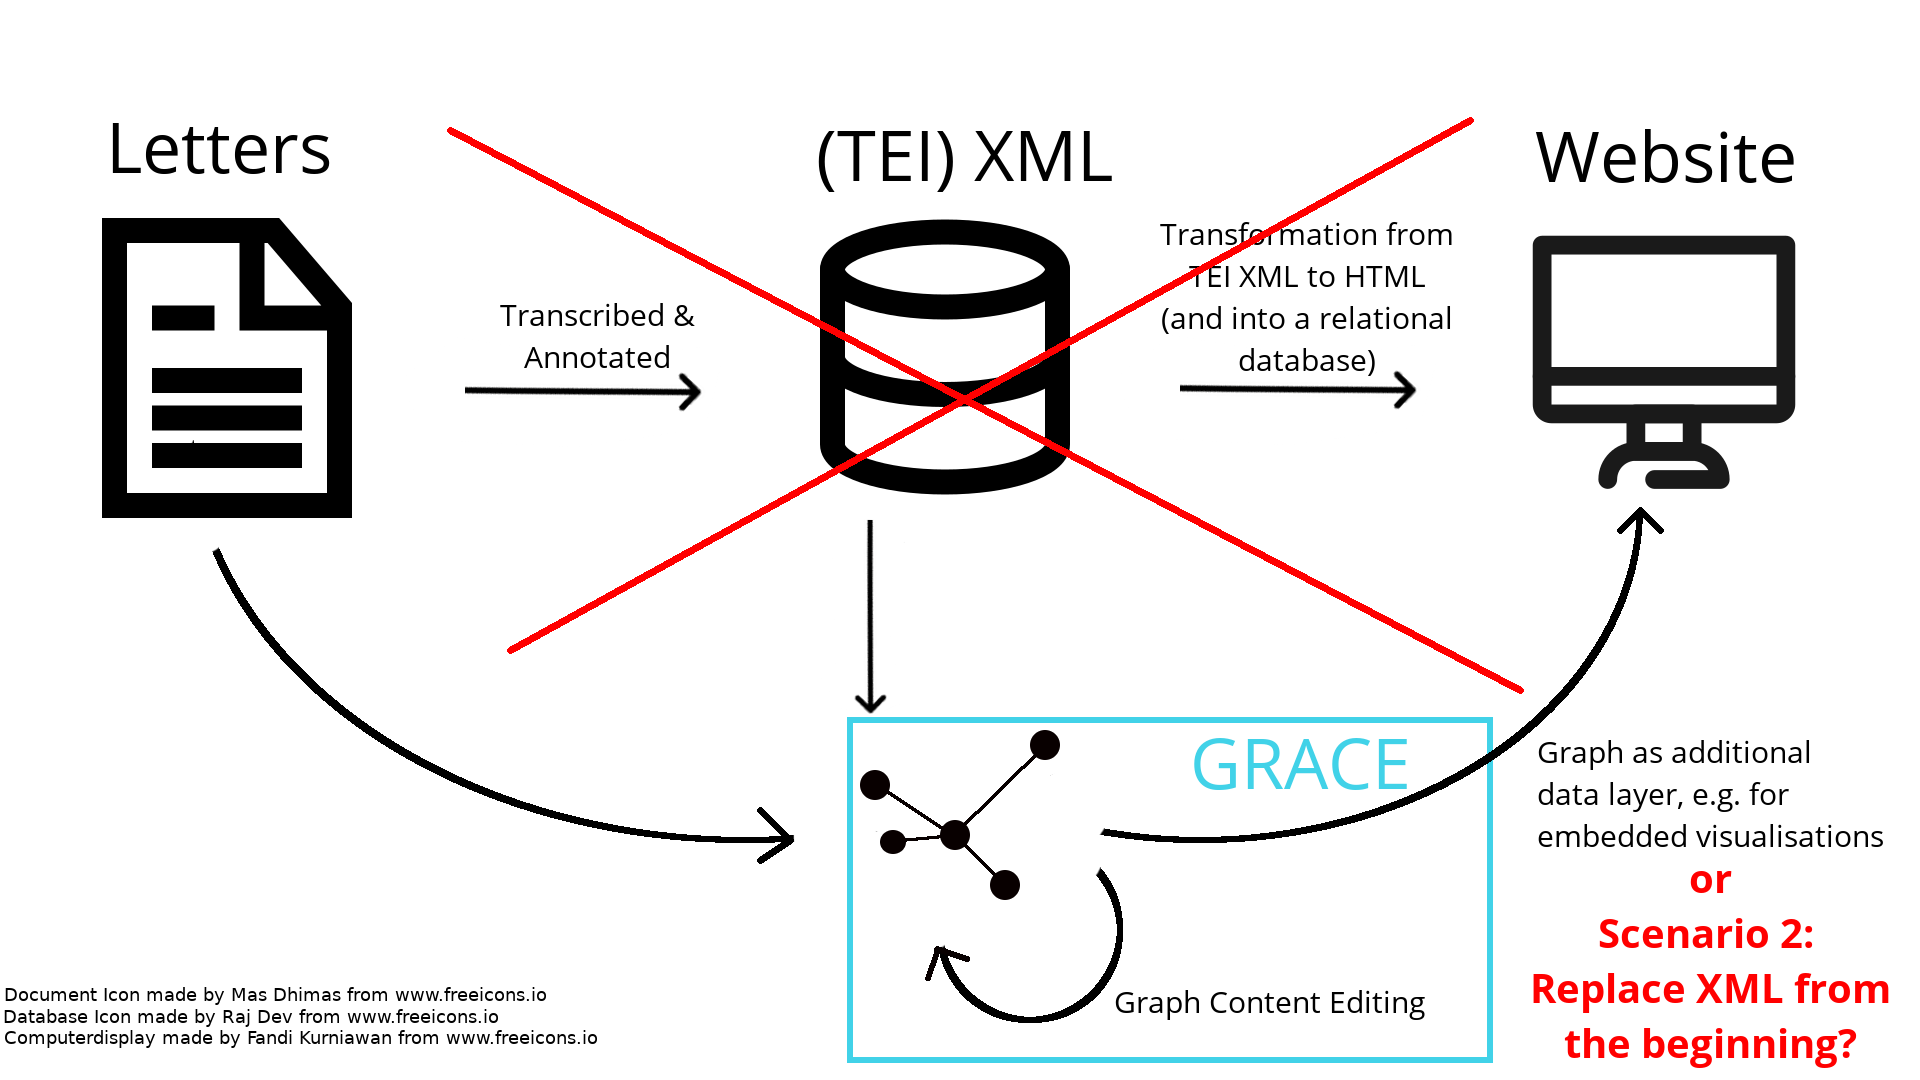 Letters
(TEI) XML
Website
Transcribed &
Annotated
Transformation from
TEI XML to HTML
(and into a relational
database)
GRACE
Graph Content Editing
Graph as additional
data layer, e.g. for
embedded visualisations
or
Scenario 2:
Replace XML from
the beginning?
Document Icon made by Mas Dhimas from www.freeicons.io
Database Icon made by Raj Dev from www.freeicons.io
Computerdisplay made by Fandi Kurniawan from www.freeicons.io